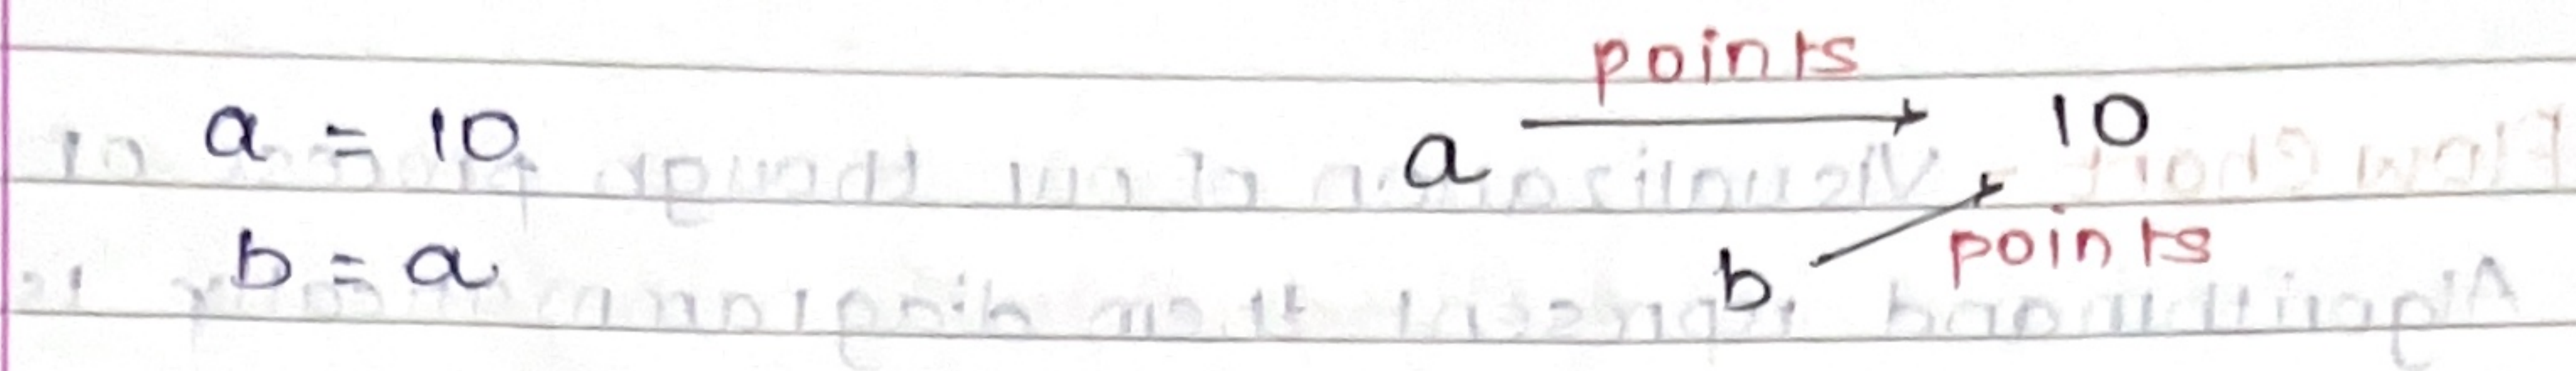 points
a = 10 a 10
b = a b points